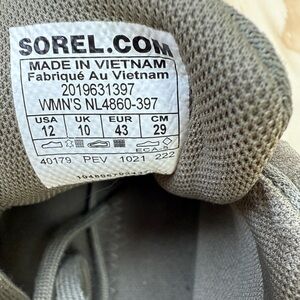 SOREL.COM
MADE IN VIETNAM
Fabriqué Au Vietnam
2019631397
WMN'S NL4860-397
USA UK EUR CM
12 10 43 29
ECA-S
40179 PEV 1021 222